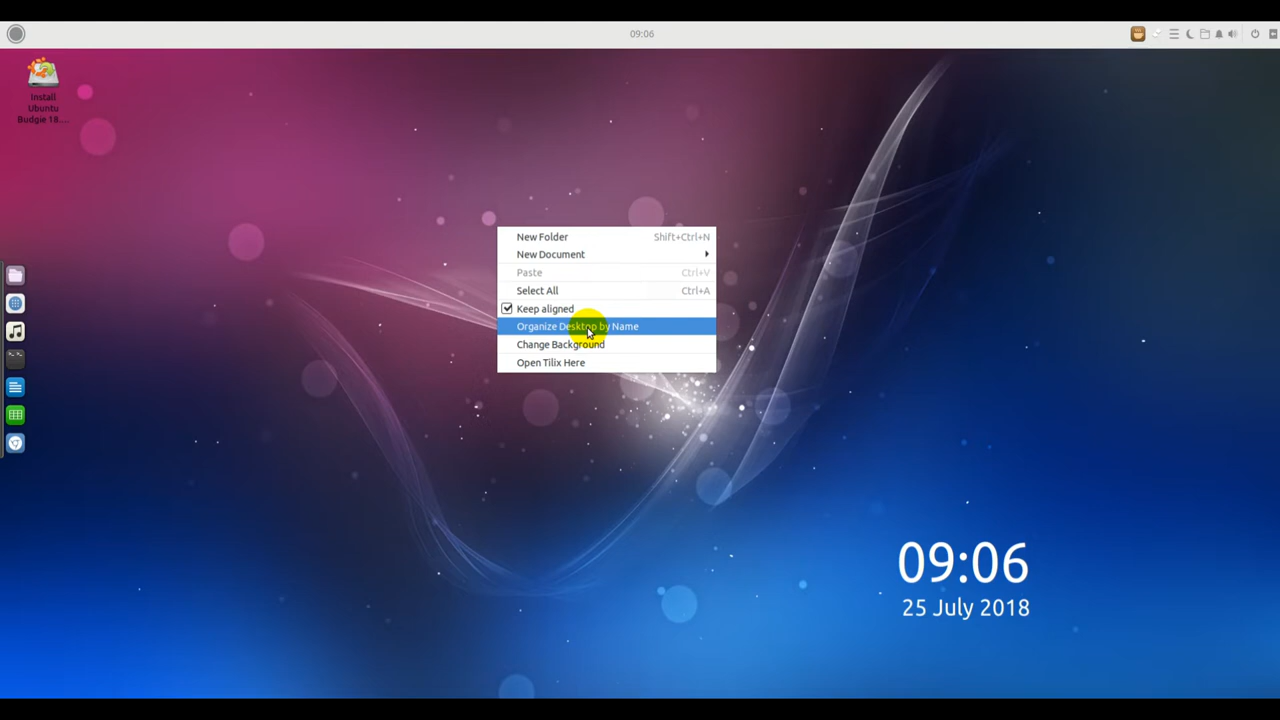 09:06
Install
Ubuntu
Budgie 18....
New Folder Shift+Ctrl+N
New Document
Paste Ctrl+V
Select All Ctrl+A
Keep aligned
Organize Desktop by Name
Change Background
Open Tilix Here
09:06
25 July 2018